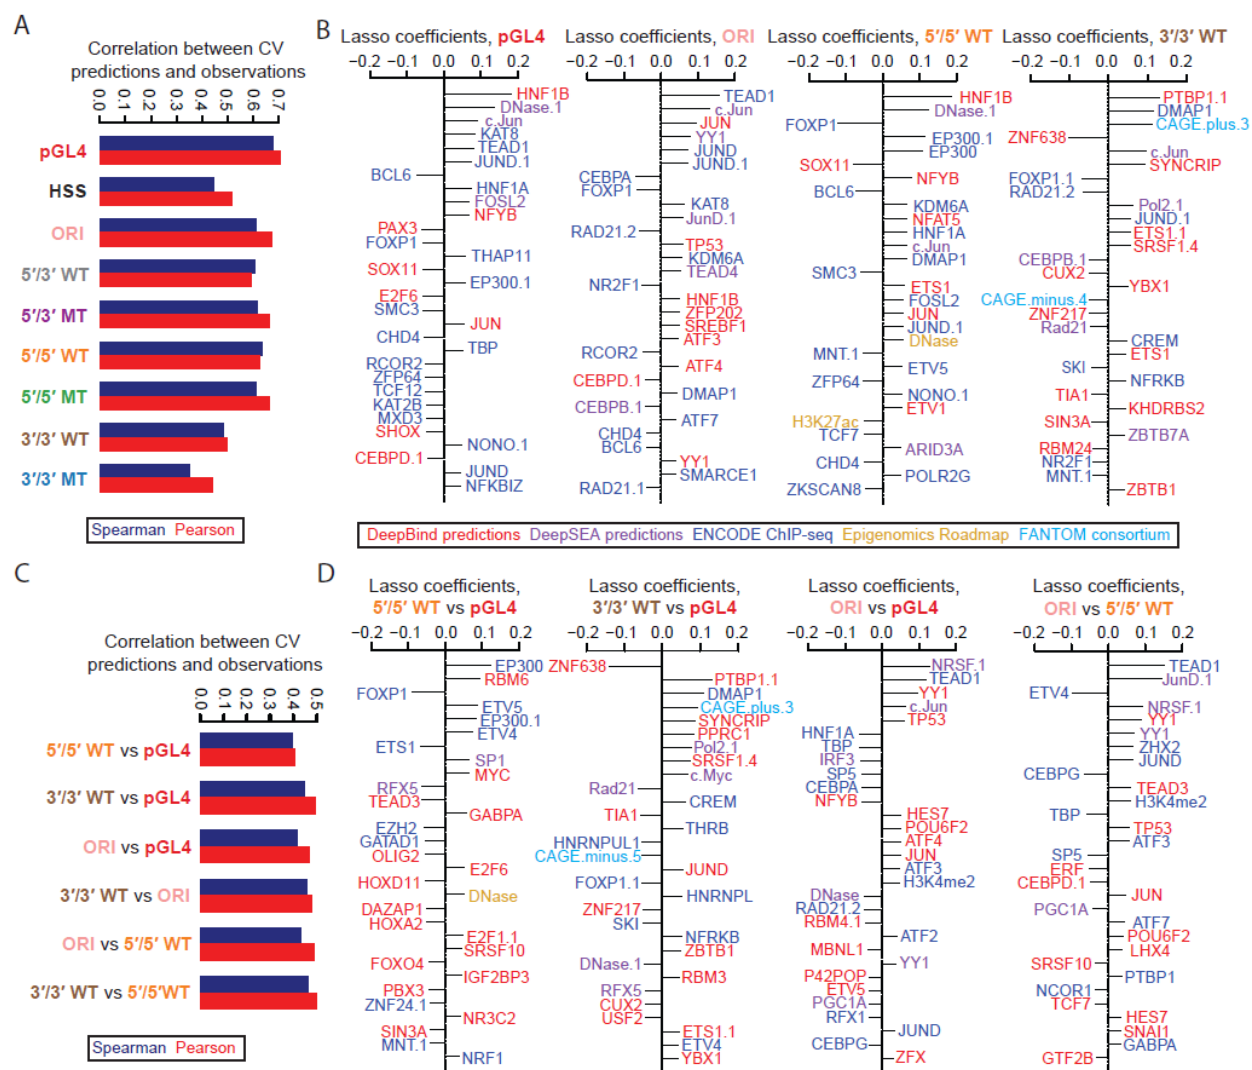 A
Correlation between CV
predictions and observations
0.0 0.1 0.2 0.3 0.4 0.5 0.6 0.7
pGL4
HSS
ORI
5′/3′ WT
5′/3′ MT
5′/5′ WT
5′/5′ MT
3′/3′ WT
3′/3′ MT
Spearman Pearson
B
Lasso coefficients, pGL4
−0.2 −0.1 0.0 0.1 0.2
HNF1B
DNase.1
c.Jun
KAT8
TEAD1
JUND.1
BCL6
HNF1A
FOSL2
NFYB
PAX3
FOXP1
THAP11
SOX11
EP300.1
E2F6
SMC3
JUN
CHD4
TBP
RCOR2
ZFP64
TCF12
KAT2B
MXD3
SHOX
NONO.1
CEBPD.1
JUND
NFKBIZ
Lasso coefficients, ORI
−0.2 −0.1 0.0 0.1 0.2
TEAD1
c.Jun
JUN
YY1
JUND
JUND.1
CEBPA
FOXP1
KAT8
JunD.1
RAD21.2
TP53
KDM6A
TEAD4
NR2F1
HNF1B
ZFP202
SREBF1
ATF3
RCOR2
ATF4
CEBPD.1
DMAP1
CEBPB.1
ATF7
CHD4
BCL6
YY1
SMARCE1
RAD21.1
Lasso coefficients, 5′/5′ WT
−0.2 −0.1 0.0 0.1 0.2
HNF1B
DNase.1
FOXP1
EP300.1
EP300
SOX11
NFYB
BCL6
KDM6A
NFAT5
HNF1A
c.Jun
DMAP1
SMC3
ETS1
FOSL2
JUN
JUND.1
DNase
MNT.1
ETV5
ZFP64
NONO.1
ETV1
H3K27ac
TCF7
ARID3A
CHD4
POLR2G
ZKSCAN8
Lasso coefficients, 3′/3′ WT
−0.2 −0.1 0.0 0.1 0.2
PTBP1.1
DMAP1
CAGE.plus.3
ZNF638
c.Jun
SYNCRIP
FOXP1.1
RAD21.2
Pol2.1
JUND.1
ETS1.1
SRSF1.4
CEBPB.1
CUX2
YBX1
CAGE.minus.4
ZNF217
Rad21
CREM
ETS1
SKI
NFRKB
TIA1
KHDRBS2
SIN3A
ZBTB7A
RBM24
NR2F1
MNT.1
ZBTB1
DeepBind predictions DeepSEA predictions ENCODE ChIP-seq Epigenomics Roadmap FANTOM consortium
C
Correlation between CV
predictions and observations
0.0 0.1 0.2 0.3 0.4 0.5
5′/5′ WT vs pGL4
3′/3′ WT vs pGL4
ORI vs pGL4
3′/3′ WT vs ORI
ORI vs 5′/5′ WT
3′/3′ WT vs 5′/5′WT
Spearman Pearson
D
Lasso coefficients,
5′/5′ WT vs pGL4
−0.2 −0.1 0.0 0.1 0.2
EP300
RBM6
FOXP1
ETV5
EP300.1
ETV4
ETS1
SP1
MYC
RFX5
TEAD3
GABPA
EZH2
GATAD1
OLIG2
E2F6
HOXD11
DNase
DAZAP1
HOXA2
E2F1.1
SRSF10
FOXO4
IGF2BP3
PBX3
ZNF24.1
NR3C2
SIN3A
MNT.1
NRF1
Lasso coefficients,
3′/3′ WT vs pGL4
−0.2 −0.1 0.0 0.1 0.2
ZNF638
PTBP1.1
DMAP1
CAGE.plus.3
SYNCRIP
PPRC1
Pol2.1
SRSF1.4
c.Myc
Rad21
CREM
TIA1
THRB
HNRNPUL1
CAGE.minus.5
JUND
FOXP1.1
HNRNPL
ZNF217
SKI
NFRKB
ZBTB1
DNase.1
RBM3
RFX5
CUX2
USF2
ETS1.1
ETV4
YBX1
Lasso coefficients,
ORI vs pGL4
−0.2 −0.1 0.0 0.1 0.2
NRSF.1
TEAD1
YY1
c.Jun
TP53
HNF1A
TBP
IRF3
SP5
CEBPA
NFYB
HES7
POU6F2
ATF4
JUN
ATF3
H3K4me2
DNase
RAD21.2
RBM4.1
ATF2
MBNL1
YY1
P42POP
ETV5
PGC1A
RFX1
JUND
CEBPG
ZFX
Lasso coefficients,
ORI vs 5′/5′ WT
−0.2 −0.1 0.0 0.1 0.2
TEAD1
JunD.1
ETV4
NRSF.1
YY1
YY1
ZHX2
JUND
CEBPG
TEAD3
H3K4me2
TBP
TP53
ATF3
SP5
ERF
CEBPD.1
JUN
PGC1A
ATF7
POU6F2
LHX4
SRSF10
PTBP1
NCOR1
TCF7
HES7
SNAI1
GABPA
GTF2B